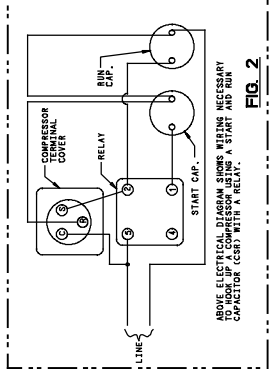 COMPRESSOR
TERMINAL
COVER
S
R
C
RELAY
2
1
5
4
RUN
CAP.
START CAP.
LINE
ABOVE ELECTRICAL DIAGRAM SHOWS WIRING NECESSARY
TO HOOK UP A COMPRESSOR USING A START AND RUN
CAPACITOR (CSR) WITH A RELAY.
FIG. 2